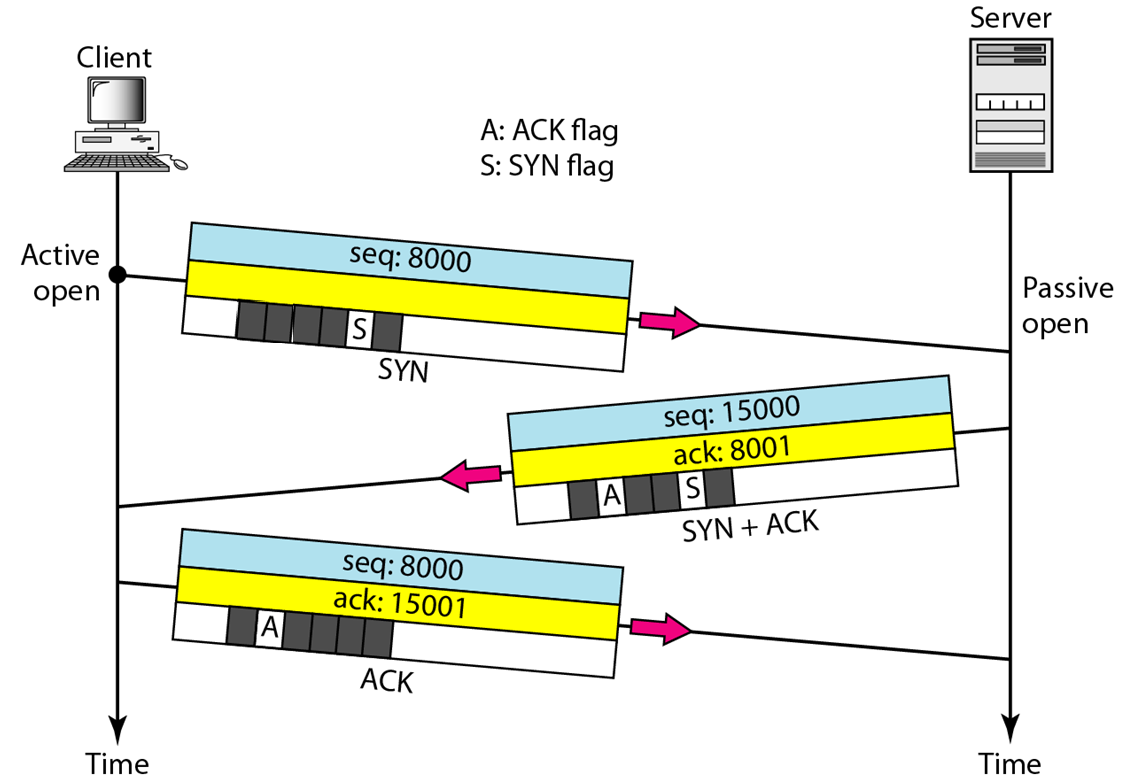 Server
Client
A: ACK flag
S: SYN flag
Active
open
seq: 8000
S
SYN
Passive
open
seq: 15000
ack: 8001
A S
SYN + ACK
seq: 8000
ack: 15001
A
ACK
Time
Time